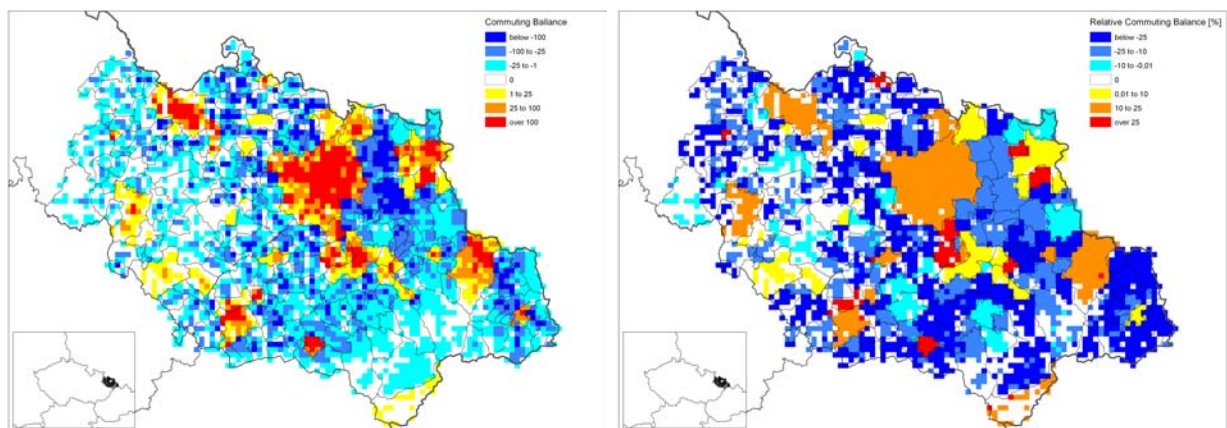 Commuting Bailance
below -100
-100 to -25
-25 to -1
0
1 to 25
25 to 100
over 100
Relative Commuting Balance [%]
below -25
-25 to -10
-10 to -0,01
0
0,01 to 10
10 to 25
over 25